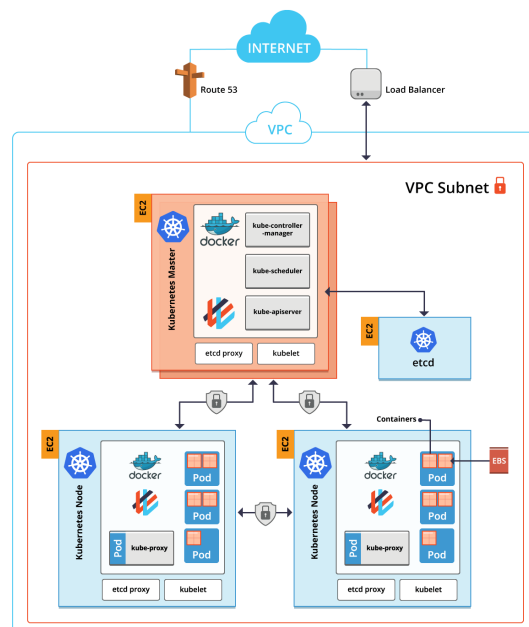 INTERNET
Route 53
Load Balancer
VPC
VPC Subnet
EC2
Kubernetes Master
docker
kube-controller
-manager
kube-scheduler
kube-apiserver
etcd proxy
kubelet
EC2
etcd
Containers
EC2
Kubernetes Node
docker
Pod
Pod
Pod
Pod
kube-proxy
etcd proxy
kubelet
EC2
Kubernetes Node
docker
Pod
Pod
Pod
Pod
kube-proxy
etcd proxy
kubelet
EBS